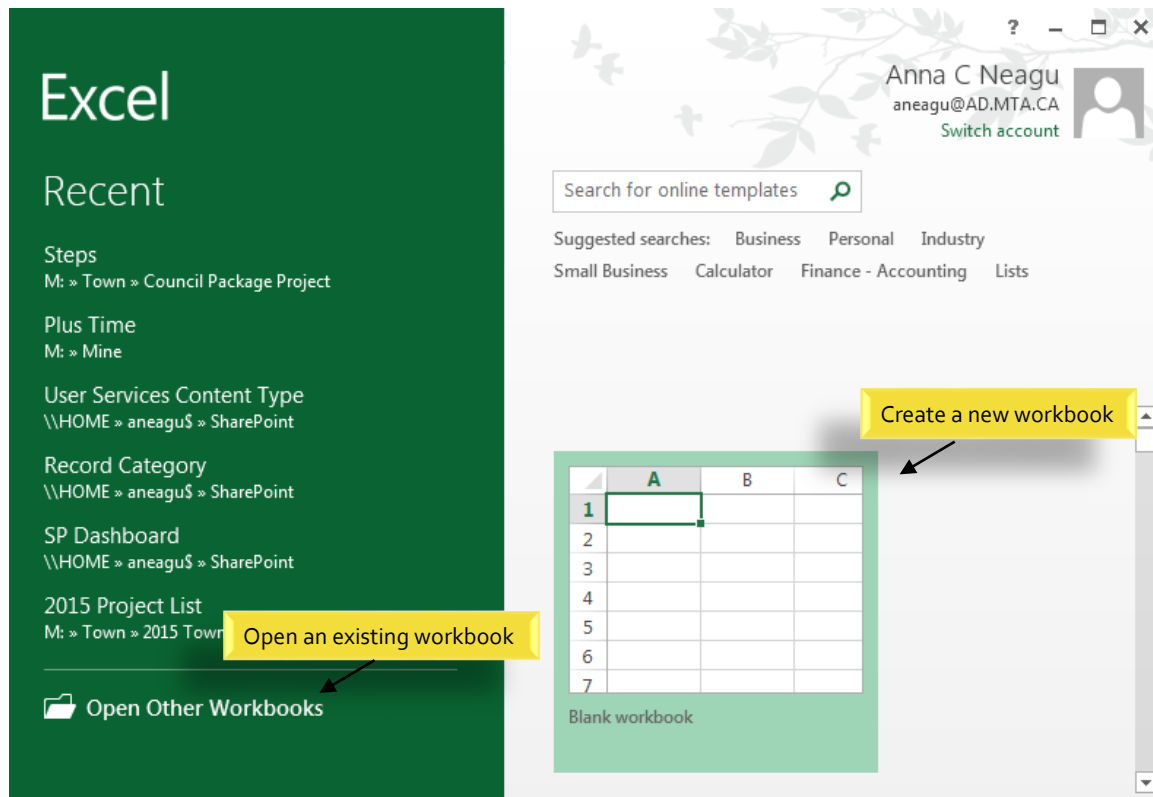 ?
Excel
Anna C Neagu
aneagu@AD.MTA.CA
Switch account
Recent
Steps
M: » Town » Council Package Project
Plus Time
M: » Mine
User Services Content Type
\\HOME » aneagu$ » SharePoint
Record Category
\\HOME » aneagu$ » SharePoint
SP Dashboard
\\HOME » aneagu$ » SharePoint
2015 Project List
M: » Town » 2015 Town
Open an existing workbook
Open Other Workbooks
Search for online templates
Suggested searches: Business Personal Industry
Small Business Calculator Finance - Accounting Lists
Create a new workbook
A B C
1
2
3
4
5
6
7
Blank workbook